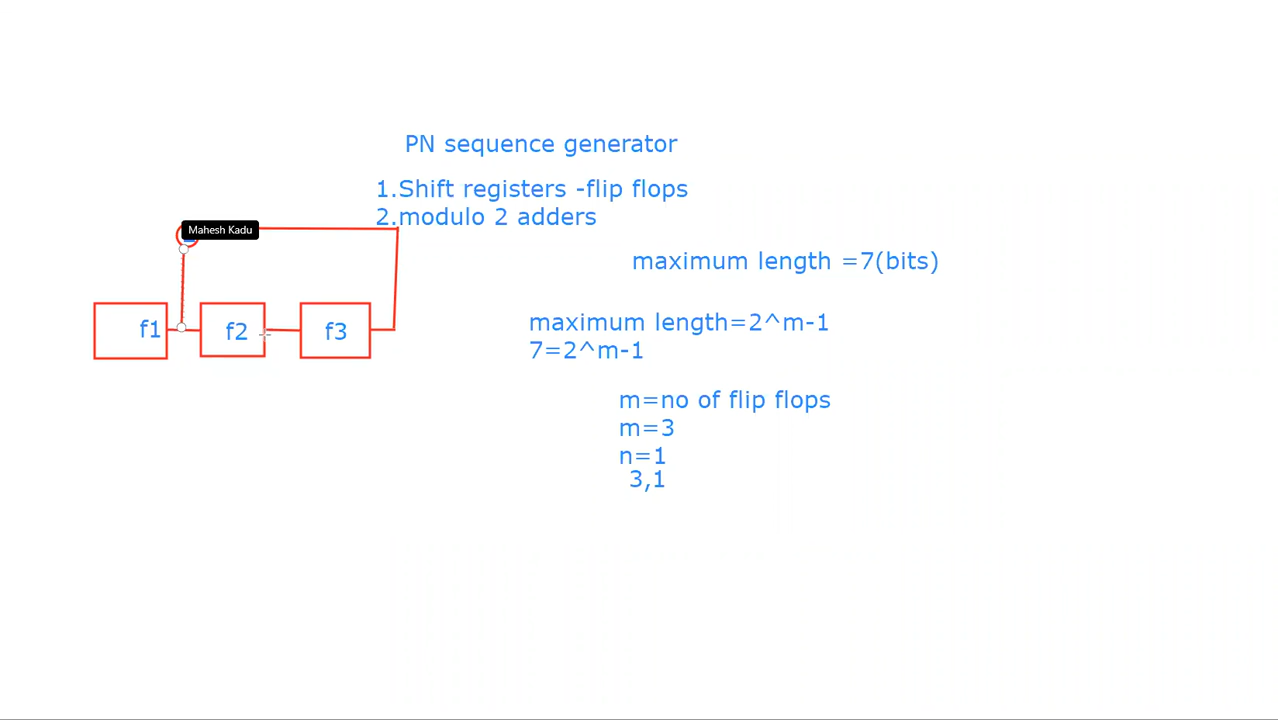 PN sequence generator
1.Shift registers -flip flops
2.modulo 2 adders
Mahesh Kadu
maximum length =7(bits)
f1
f2
f3
maximum length=2^m-1
7=2^m-1
m=no of flip flops
m=3
n=1
3,1